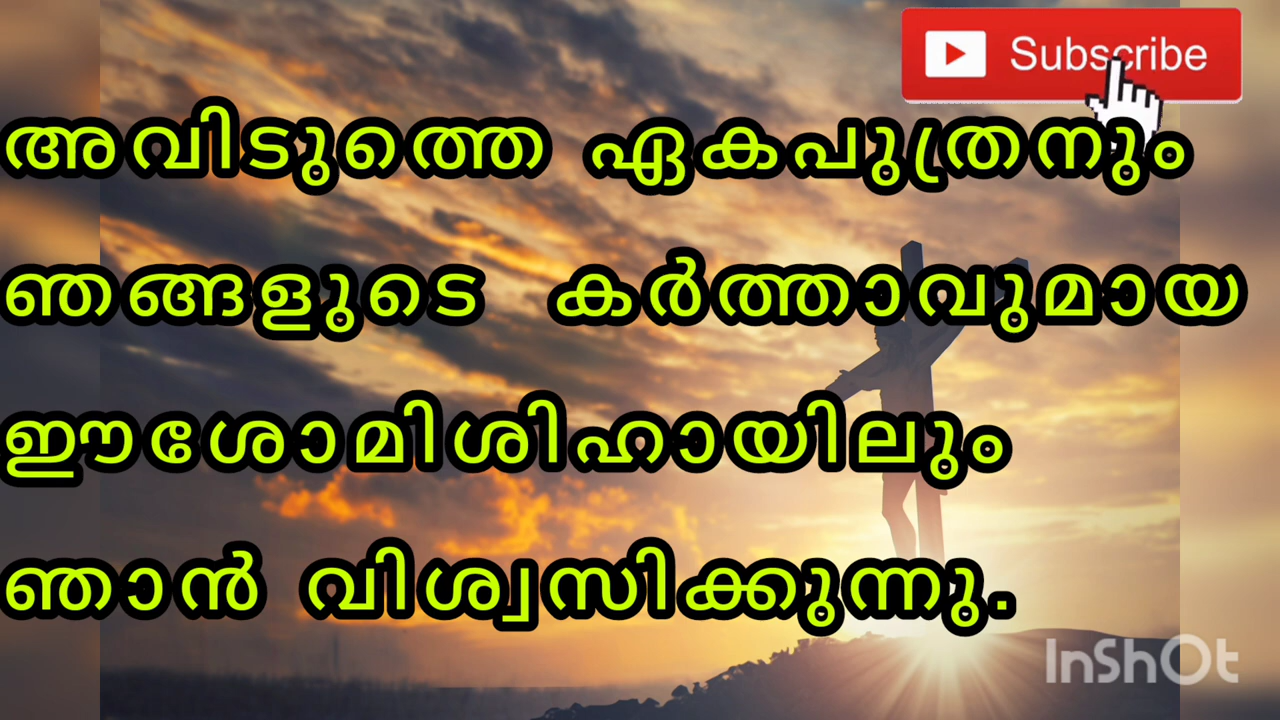 Subscribe
അവിടുത്തെ ഏകപുത്രനും
ഞങ്ങളുടെ കർത്താവുമായ
ഈശോമിശിഹായിലും
ഞാൻ വിശ്വസിക്കുന്നു.
InShOt